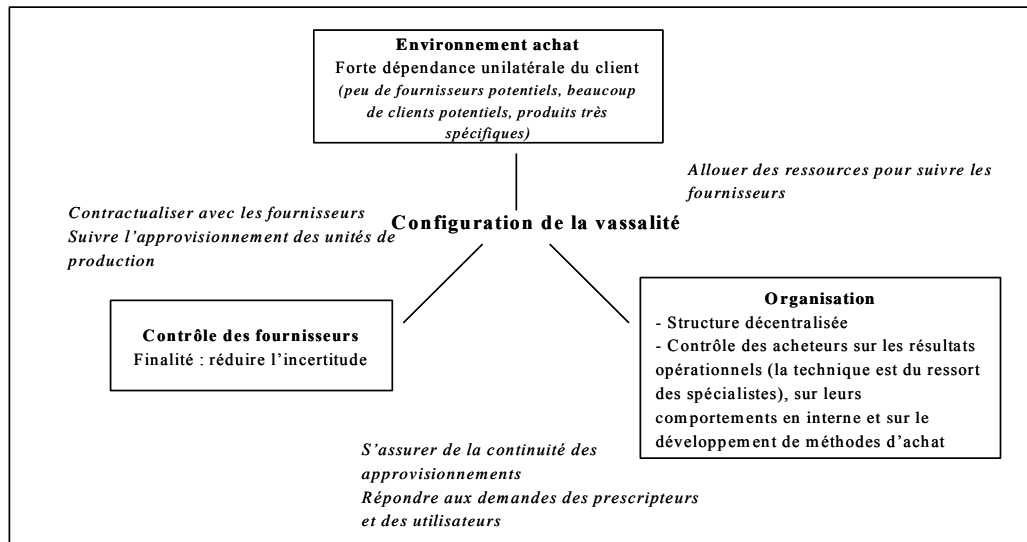 Environnement achat
Forte dépendance unilatérale du client
(peu de fournisseurs potentiels, beaucoup
de clients potentiels, produits très
spécifiques)
Allouer des ressources pour suivre les
fournisseurs
Contractualiser avec les fournisseurs
Suivre l'approvisionnement des unités de
production
Configuration de la vassalité
Contrôle des fournisseurs
Finalité : réduire l'incertitude
Organisation
- Structure décentralisée
- Contrôle des acheteurs sur les résultats
opérationnels (la technique est du ressort
des spécialistes), sur leurs
comportements en interne et sur le
développement de méthodes d'achat
S'assurer de la continuité des
approvisionnements
Répondre aux demandes des prescripteurs
et des utilisateurs